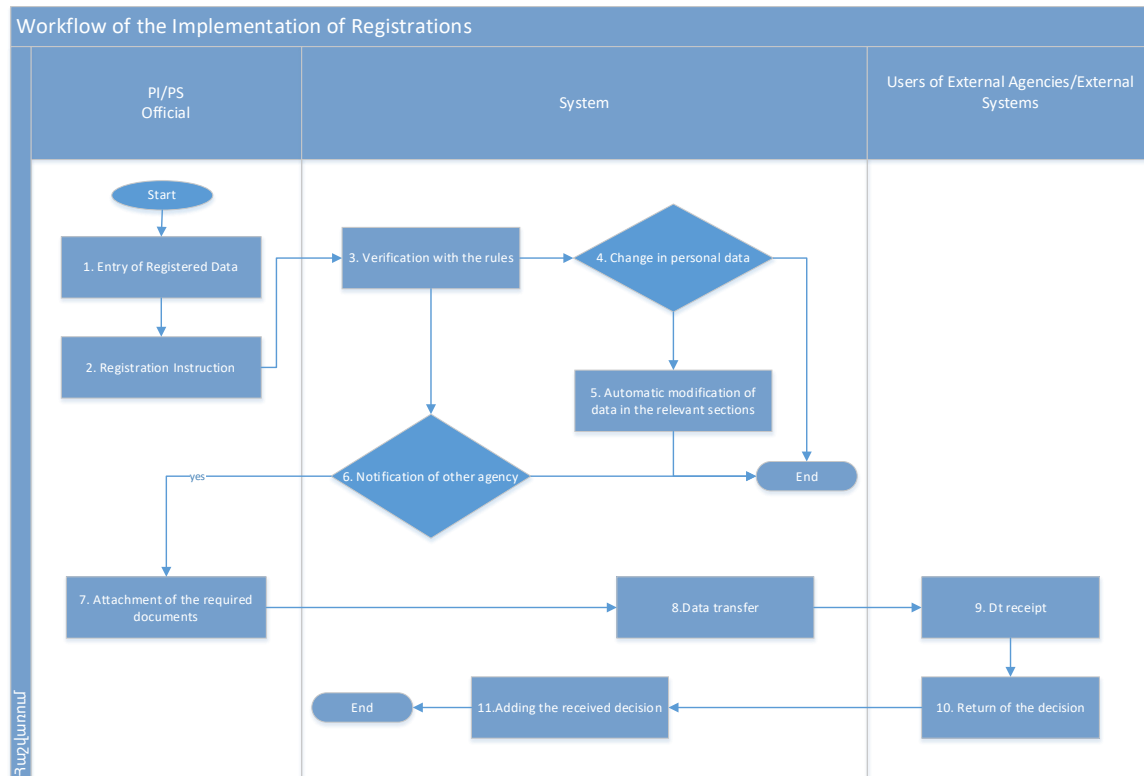 Workflow of the Implementation of Registrations
PI/PS
Official
System
Users of External Agencies/External
Systems
Start
1. Entry of Registered Data
2. Registration Instruction
3. Verification with the rules
4. Change in personal data
5. Automatic modification of
data in the relevant sections
6. Notification of other agency
yes
End
7. Attachment of the required
documents
8.Data transfer
9. Dt receipt
10. Return of the decision
11.Adding the received decision
End